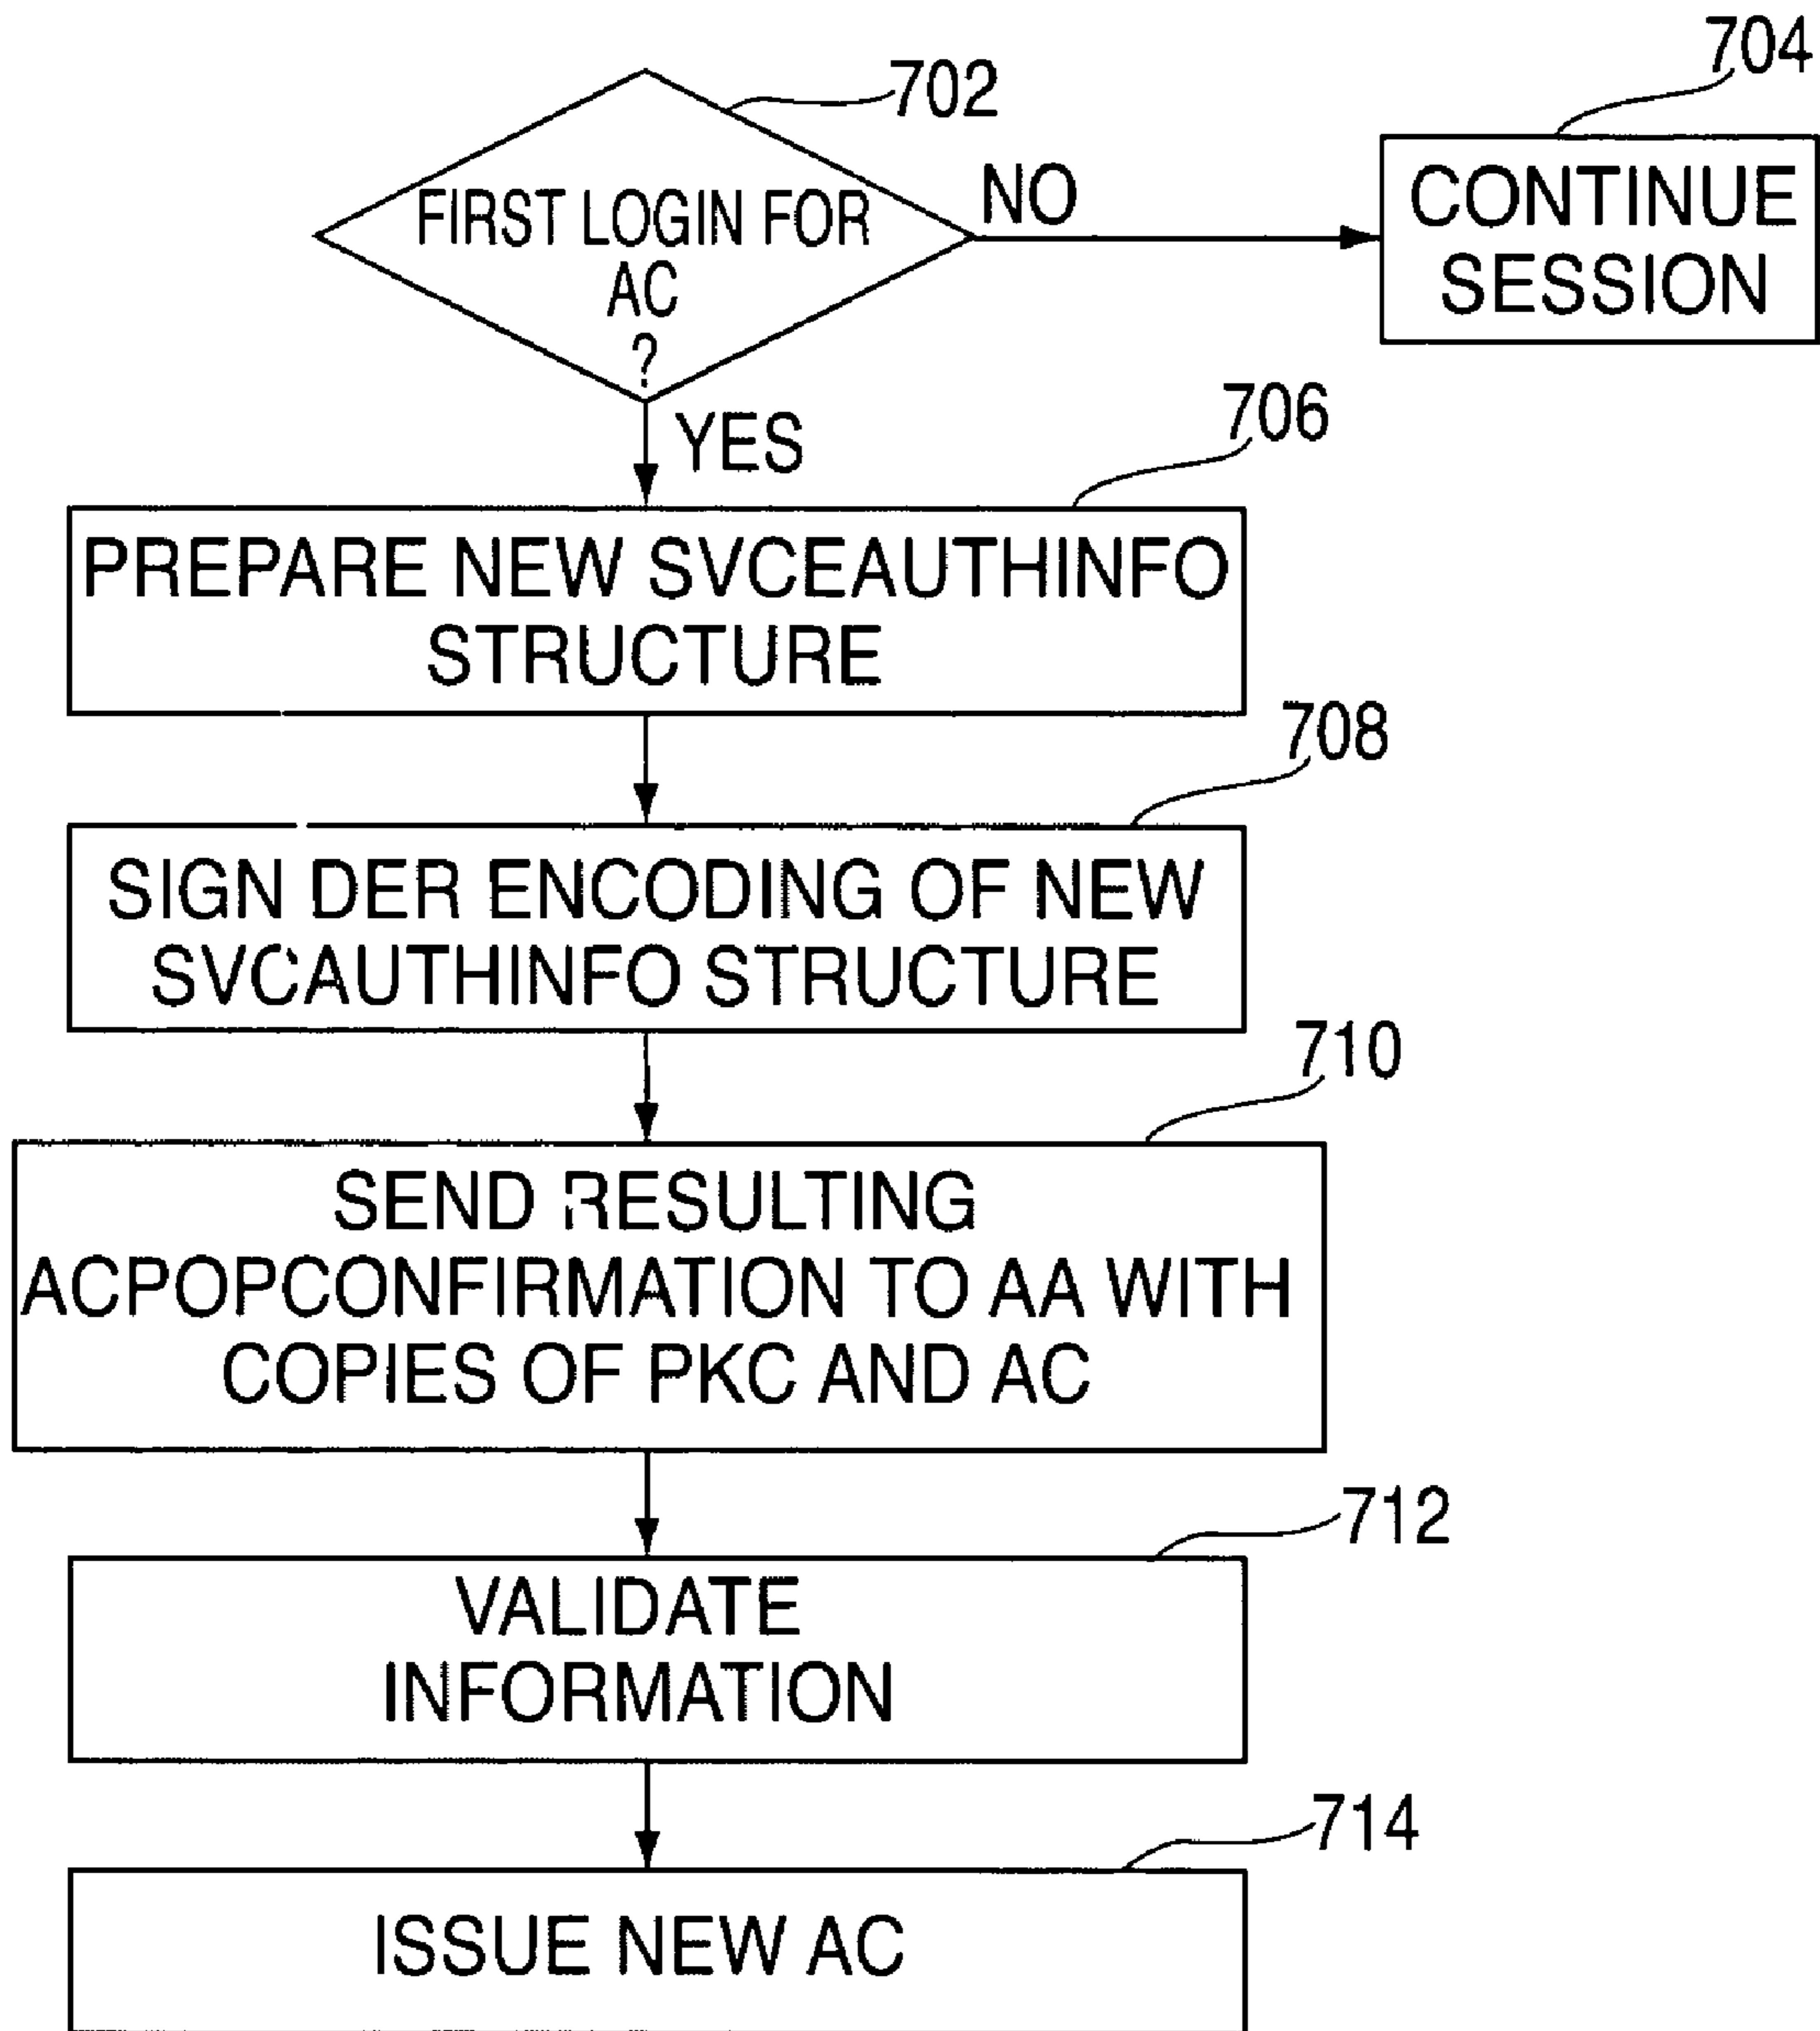 702
704
FIRST LOGIN FOR
AC
?
NO
CONTINUE
SESSION
YES
706
PREPARE NEW SVCEAUTHINFO
STRUCTURE
708
SIGN DER ENCODING OF NEW
SVCAUTHINFO STRUCTURE
710
SEND RESULTING
ACPOPCONFIRMATION TO AA WITH
COPIES OF PKC AND AC
712
VALIDATE
INFORMATION
714
ISSUE NEW AC